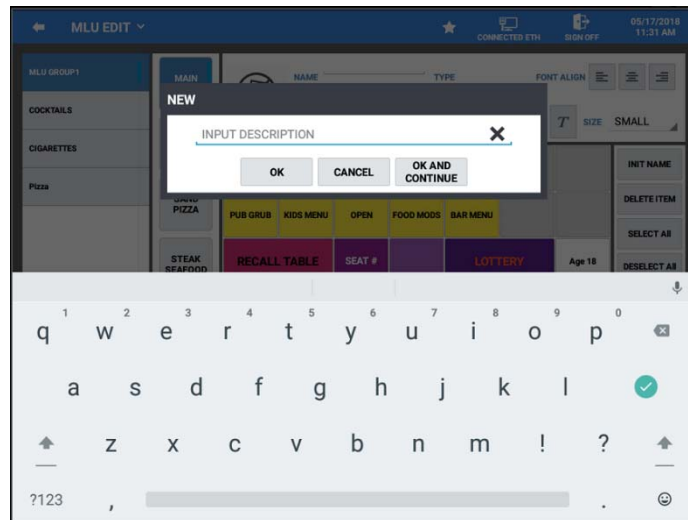 MLU EDIT
CONNECTED ETH
SIGN OFF
05/17/2018
11:31 AM
MLU GROUP1
COCKTAILS
CIGARETTES
Pizza
MAIN
NAME
TYPE
FONT ALIGN
T
SIZE
SMALL
NEW
INPUT DESCRIPTION
OK
CANCEL
OK AND
CONTINUE
INIT NAME
DELETE ITEM
SELECT All
DESELECT All
PIZZA
STEAK
SEAFOOD
PUB GRUB
KIDS MENU
OPEN
FOOD MODS
BAR MENU
RECALL TABLE
SEAT #
LOTTERY
Age 18
q 1 w 2 e 3 r 4 t 5 y 6 u 7 i 8 o 9 p 0
a s d f g h j k l
z x c v b n m ! ?
?123 , .